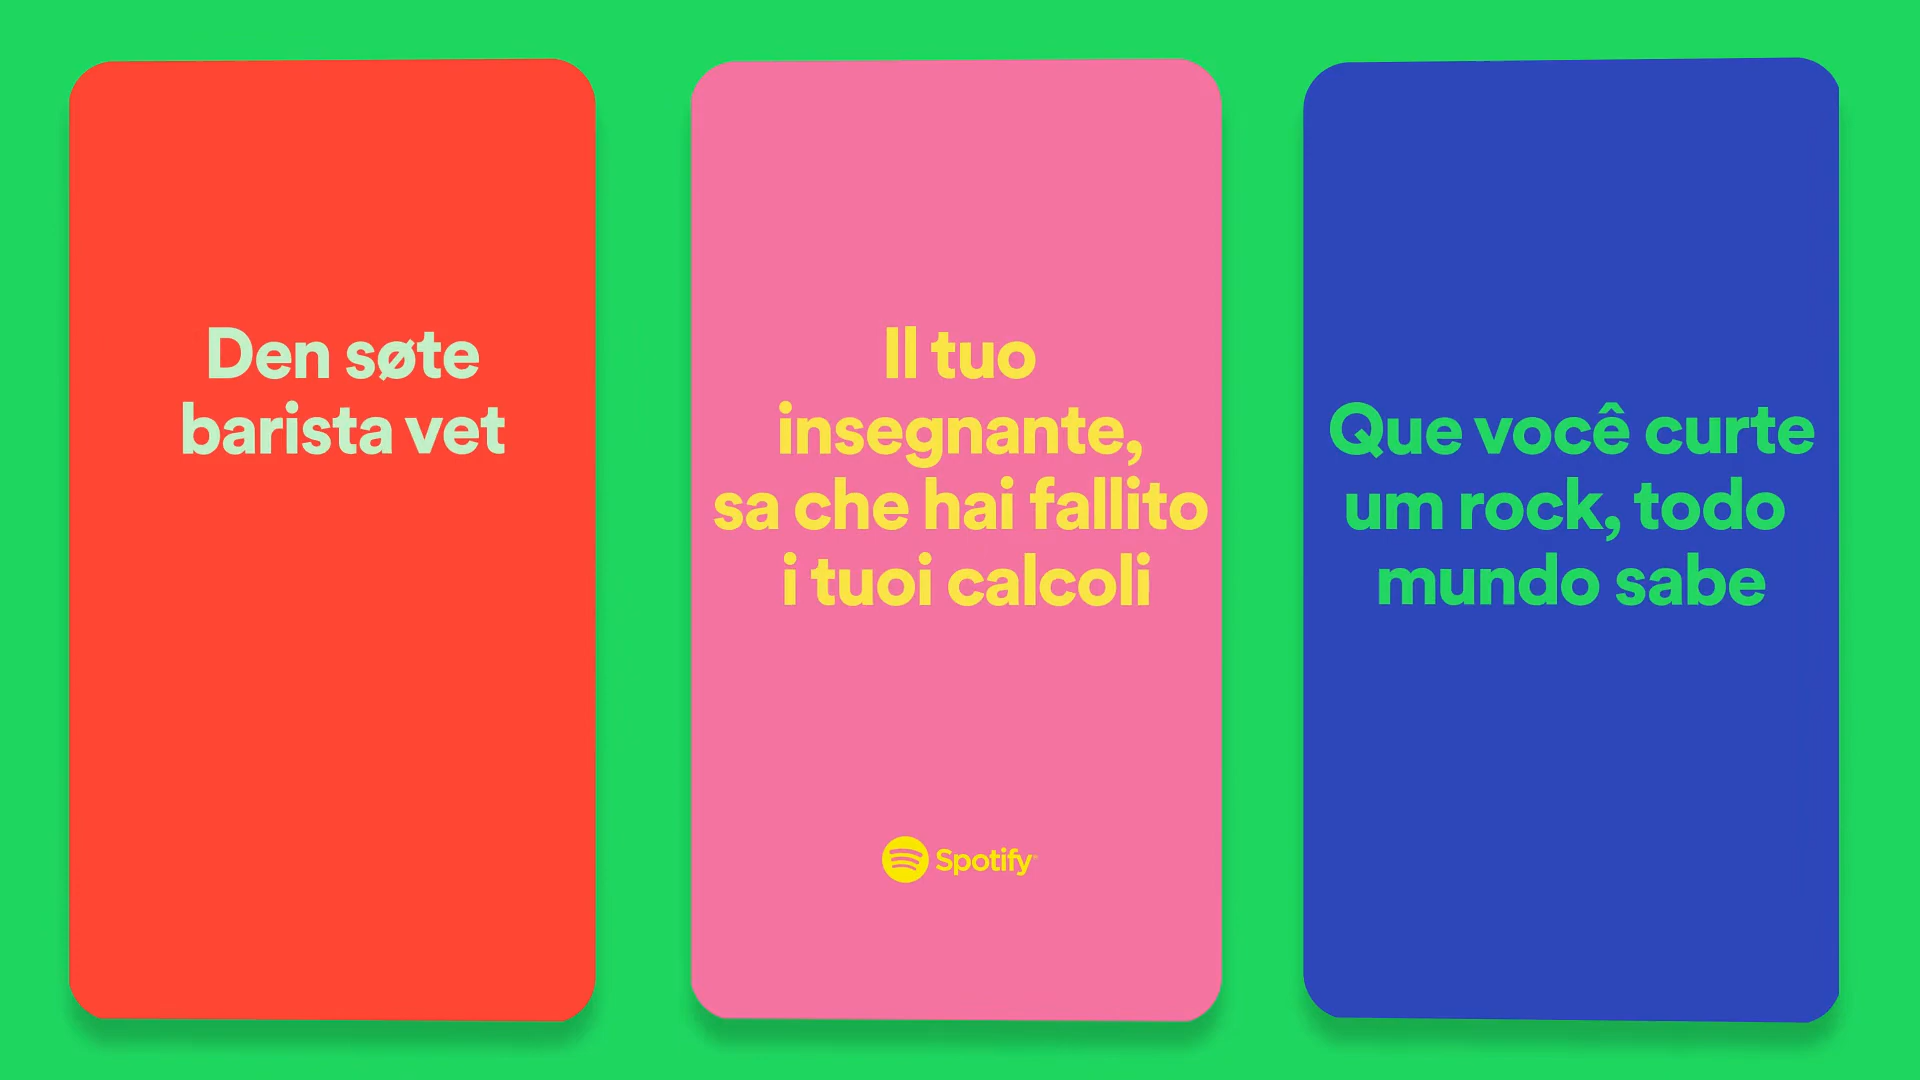 Den søte
barista vet
Il tuo
insegnante,
sa che hai fallito
i tuoi calcoli
Spotify
Que você curte
um rock, todo
mundo sabe